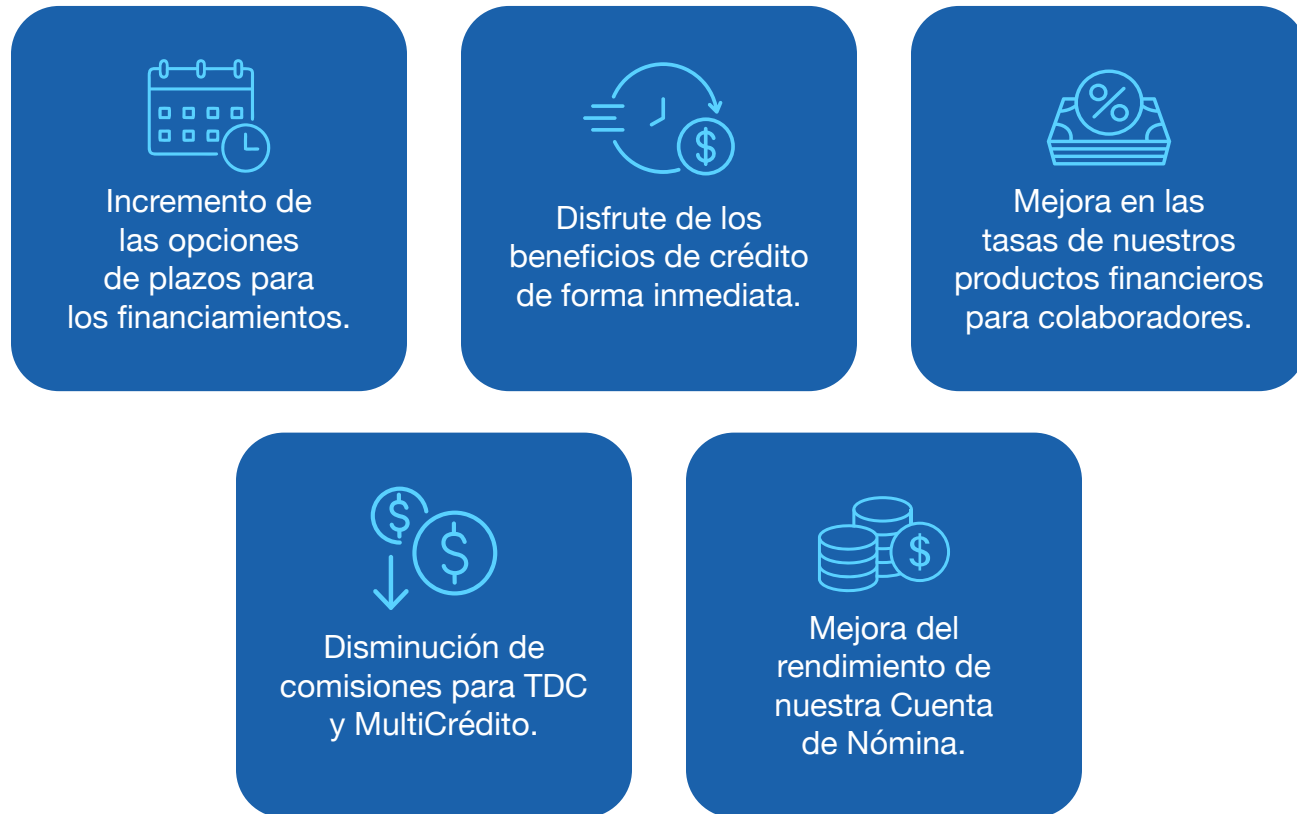 Incremento de
las opciones
de plazos para
los financiamientos.
Disfrute de los
beneficios de crédito
de forma inmediata.
Mejora en las
tasas de nuestros
productos financieros
para colaboradores.
Disminución de
comisiones para TDC
y MultiCrédito.
Mejora del
rendimiento de
nuestra Cuenta
de Nómina.